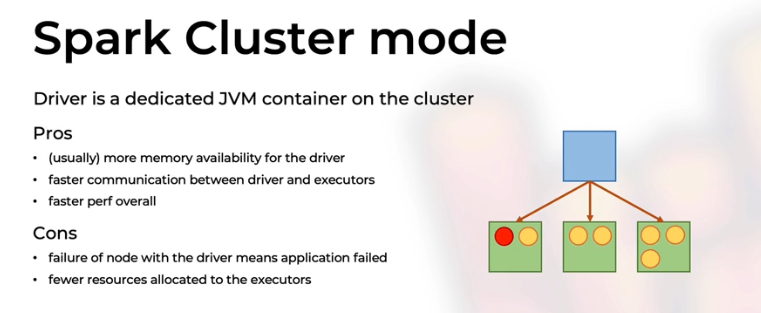 Spark Cluster mode
Driver is a dedicated JVM container on the cluster
Pros
• (usually) more memory availability for the driver
• faster communication between driver and executors
• faster perf overall
Cons
• failure of node with the driver means application failed
• fewer resources allocated to the executors